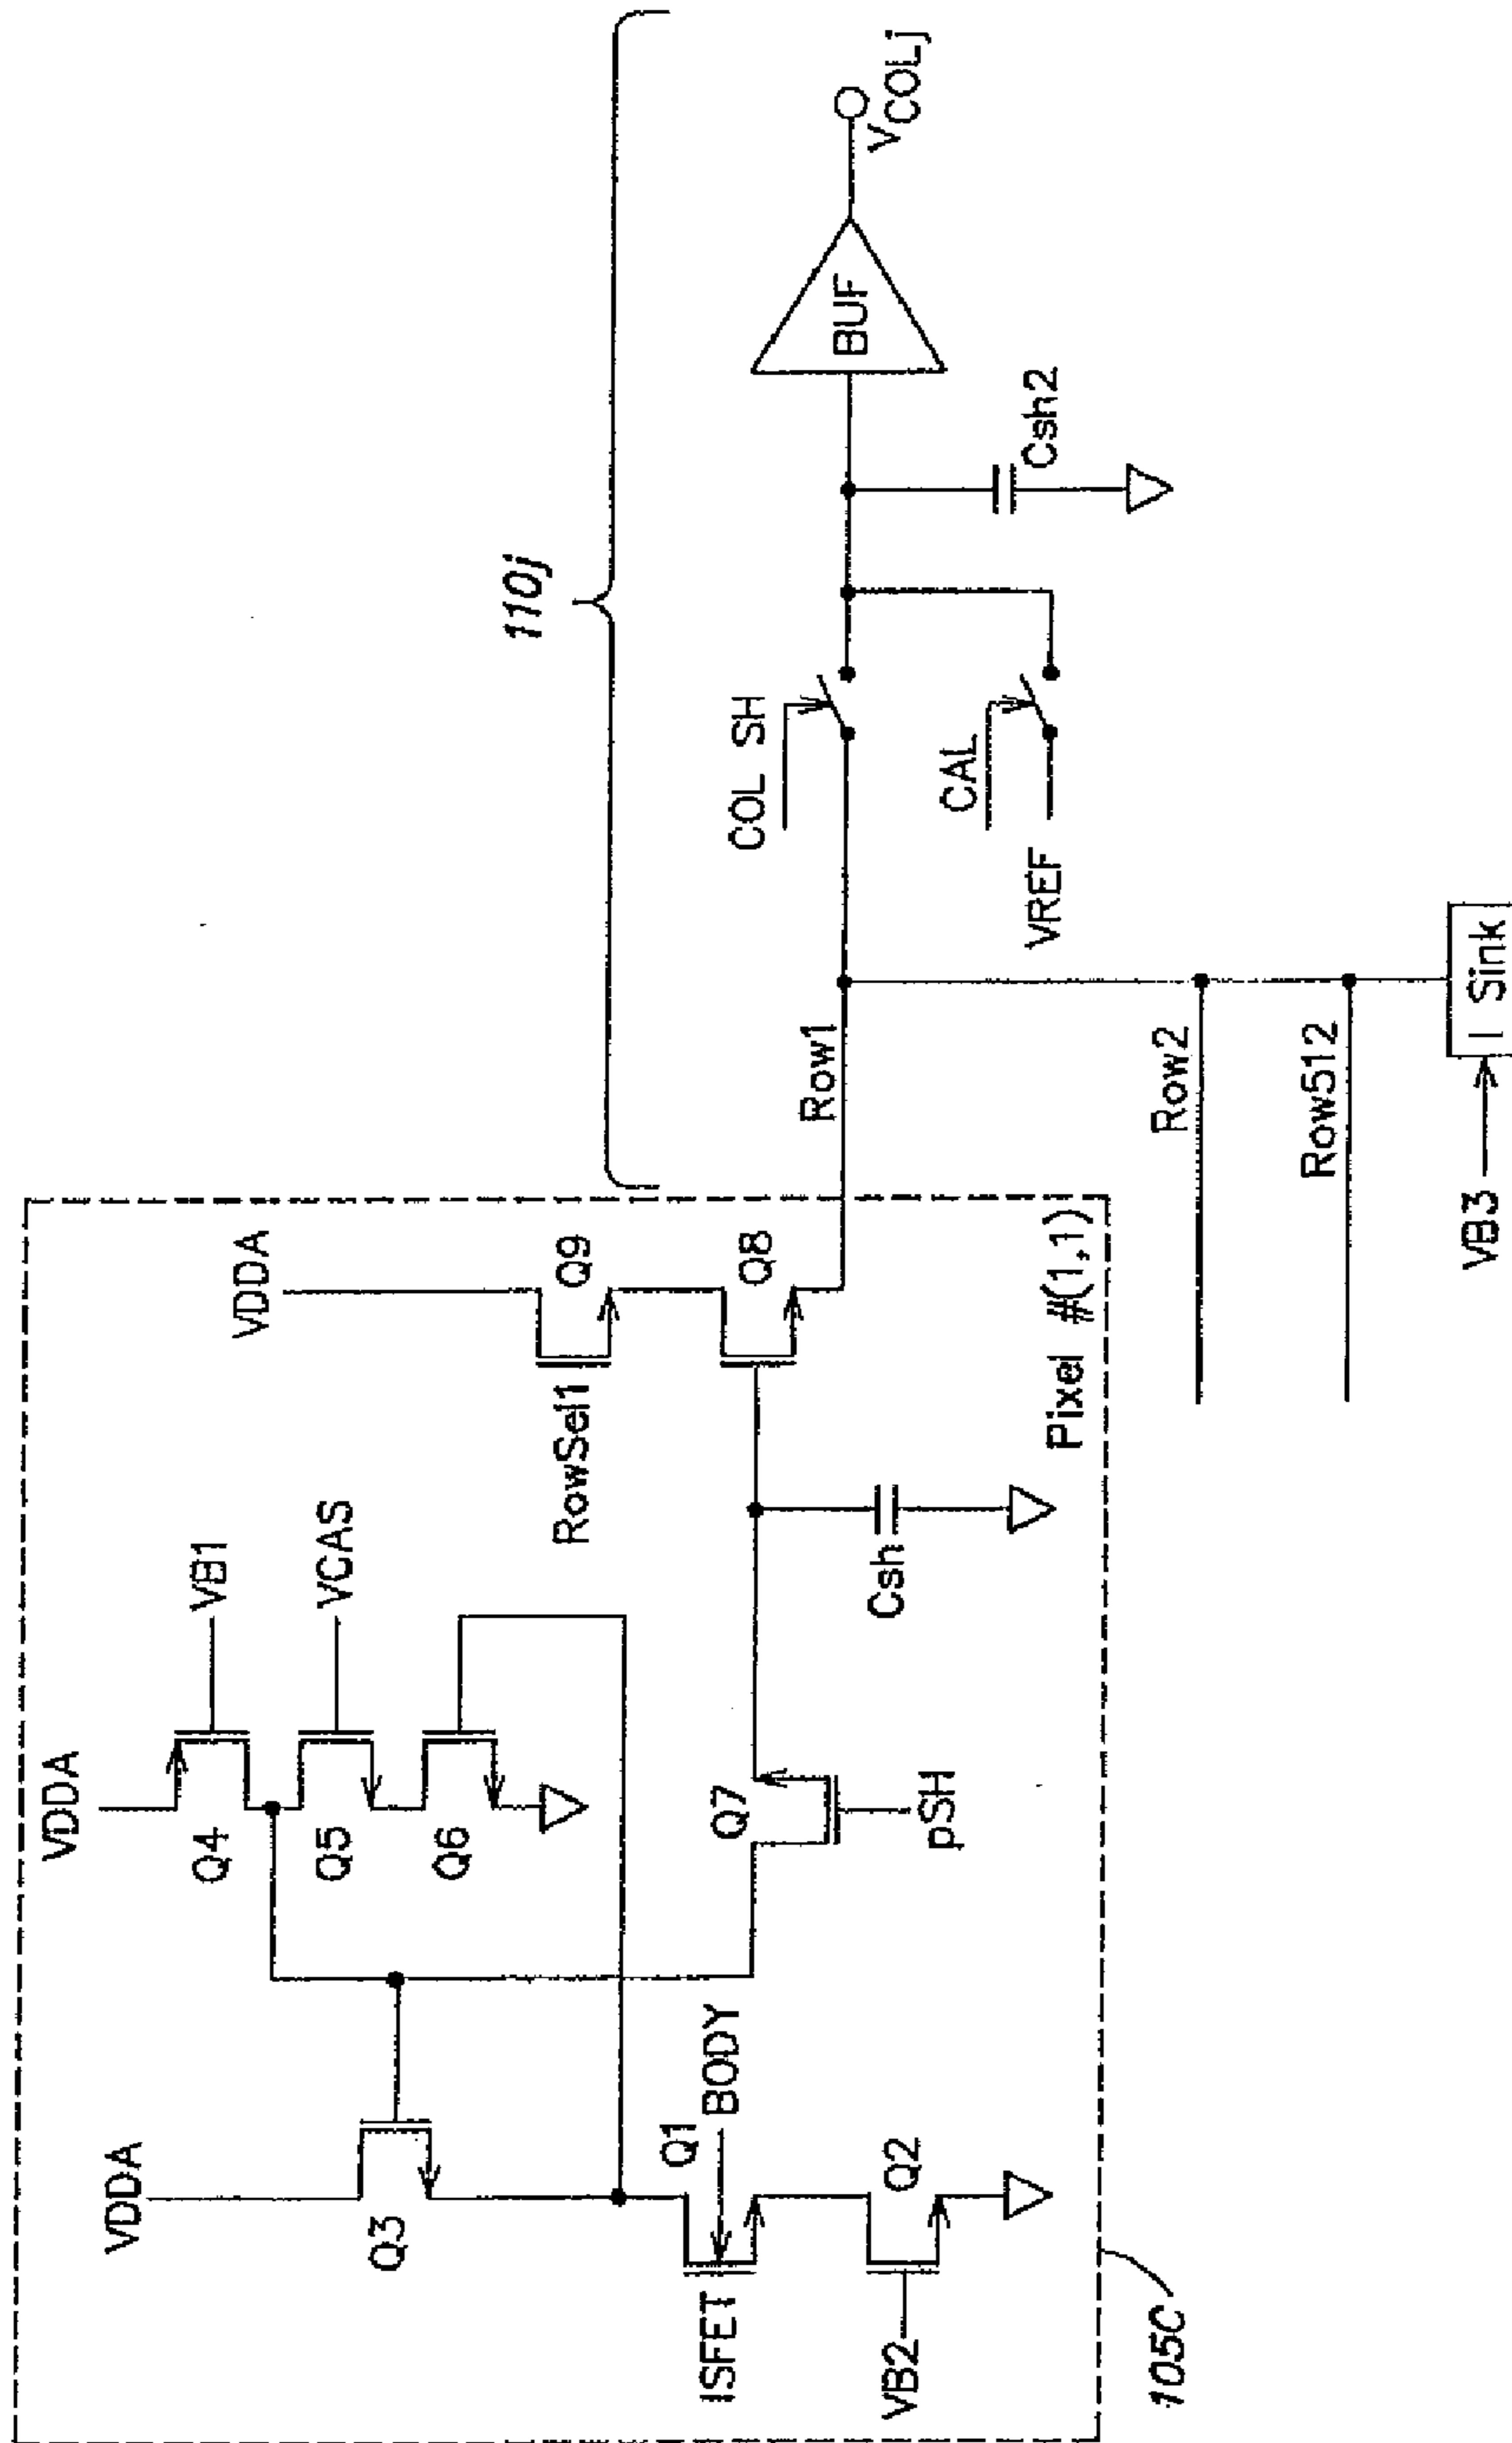 110j
VDDA
VDDA
VB1
Q4
VCAS
Q5
Q6
Q3
VDDA
RowSel1
Q9
Q8
Q1
ISFET
BODY
Q7
pSH
Csh
VB2
Q2
Pixel #(1,1)
105C
Row1
COL SH
CAL
VREF
BUF
VCOLj
Csh2
Row2
Row512
VB3
I Sink